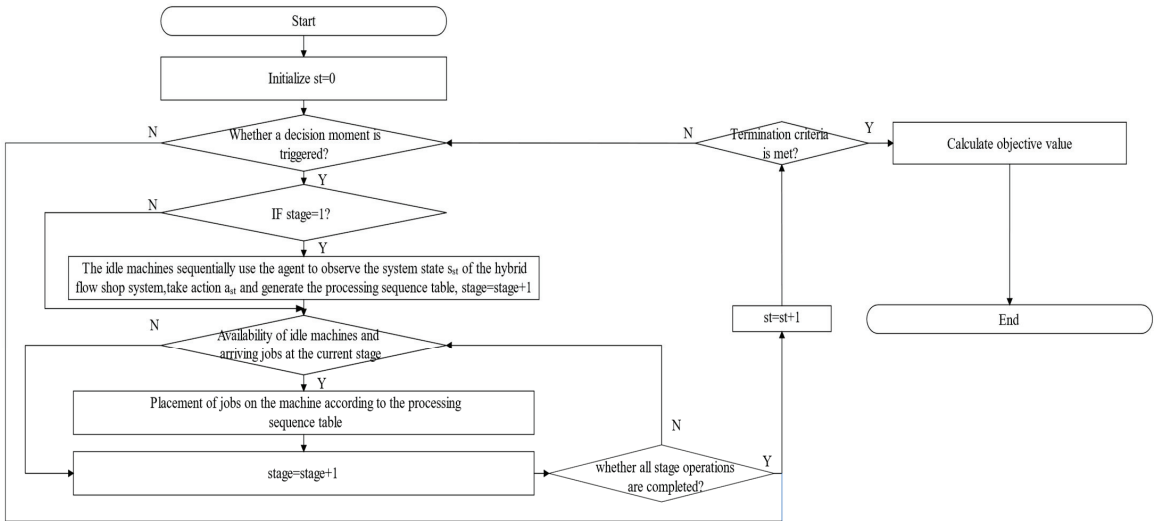 Start
Initialize st=0
N
Whether a decision moment is
triggered?
Y
N
IF stage=1?
Y
The idle machines sequentially use the agent to observe the system state sst of the hybrid
flow shop system,take action ast and generate the processing sequence table, stage=stage+1
N
Availability of idle machines and
arriving jobs at the current stage
Y
Placement of jobs on the machine according to the processing
sequence table
stage=stage+1
N
whether all stage operations
are completed?
Y
st=st+1
N
Termination criteria
is met?
Y
Calculate objective value
End